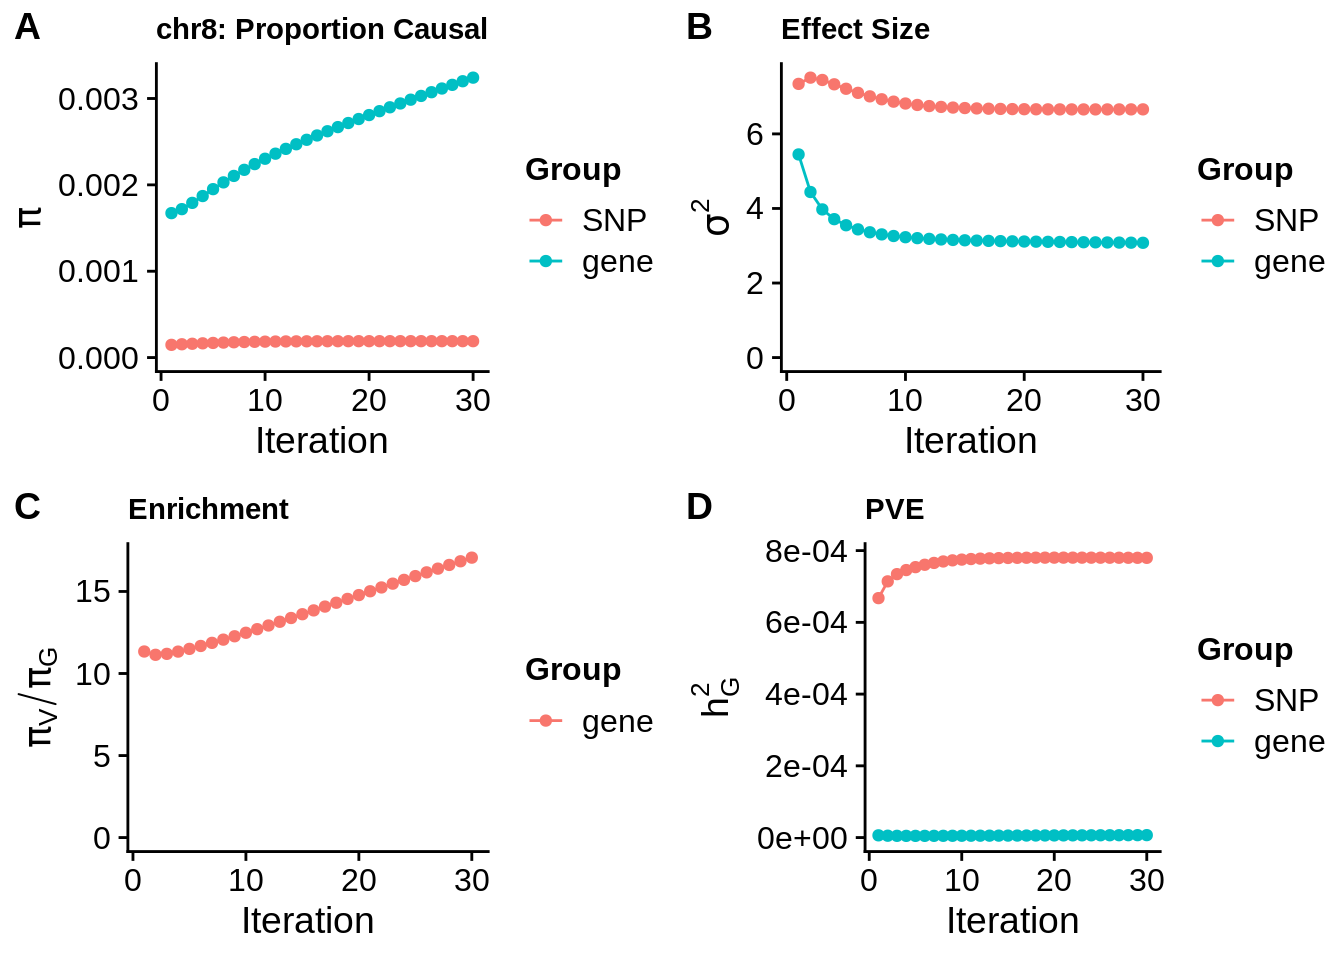 A
chr8: Proportion Causal
0.003
0.002
0.001
0.000
π
0 10 20 30
Iteration
Group
SNP
gene
B
Effect Size
6
4
2
0
σ²
0 10 20 30
Iteration
Group
SNP
gene
C
Enrichment
15
10
5
0
π_V/π_G
0 10 20 30
Iteration
Group
gene
D
PVE
8e-04
6e-04
4e-04
2e-04
0e+00
h²_G
0 10 20 30
Iteration
Group
SNP
gene